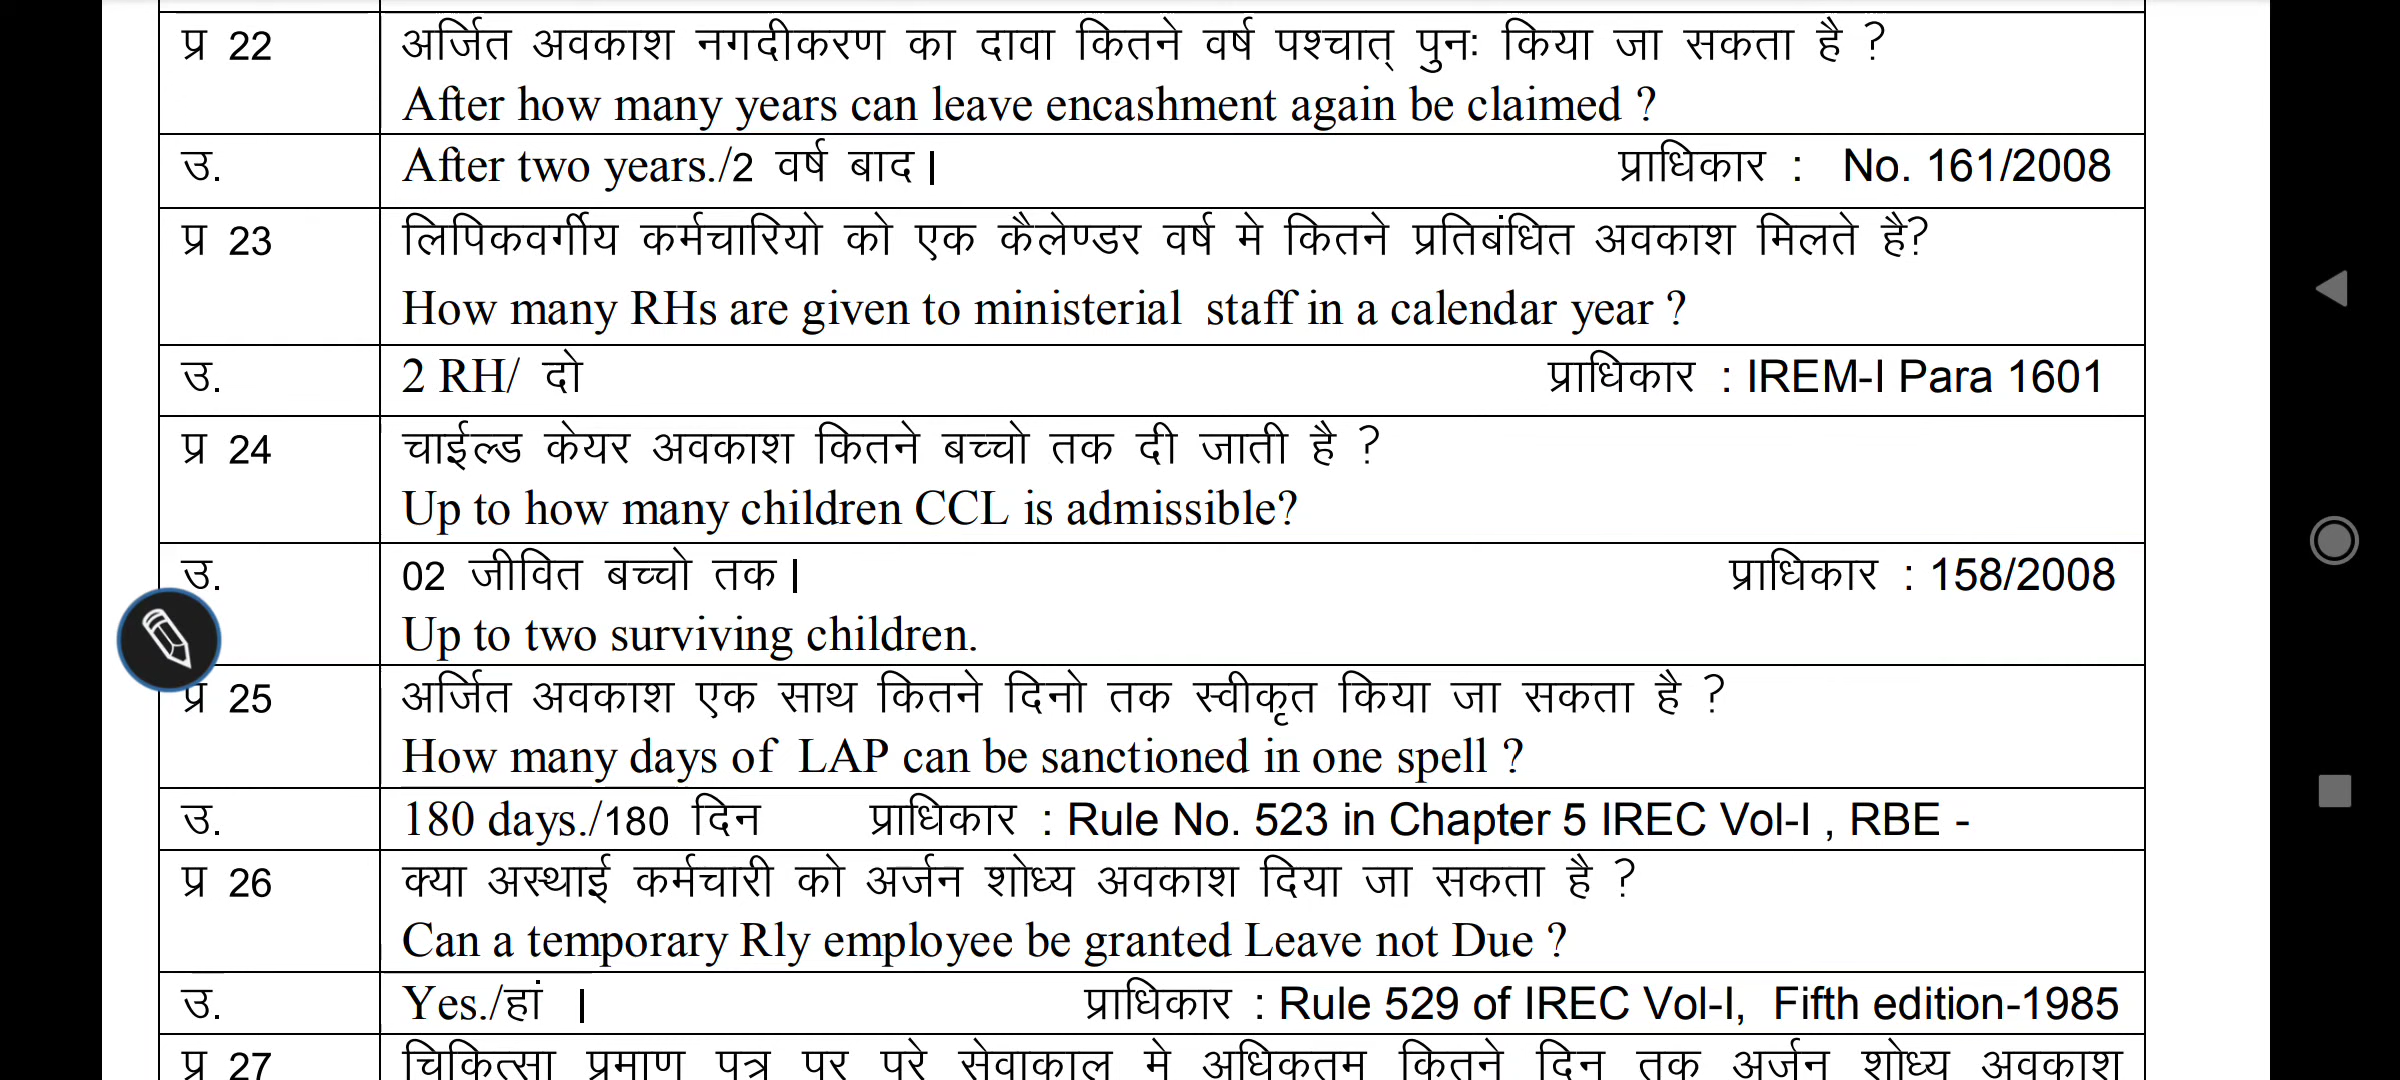 प्र 22 अर्जित अवकाश नगदीकरण का दावा कितने वर्ष पश्चात् पुनः किया जा सकता है ?
After how many years can leave encashment again be claimed ?
उ. After two years./2 वर्ष बाद। प्राधिकार : No. 161/2008
प्र 23 लिपिकवर्गीय कर्मचारियो को एक कैलेण्डर वर्ष मे कितने प्रतिबंधित अवकाश मिलते है?
How many RHs are given to ministerial staff in a calendar year ?
उ. 2 RH/ दो प्राधिकार : IREM-I Para 1601
प्र 24 चाईल्ड केयर अवकाश कितने बच्चो तक दी जाती है ?
Up to how many children CCL is admissible?
उ. 02 जीवित बच्चो तक। प्राधिकार : 158/2008
Up to two surviving children.
प्र 25 अर्जित अवकाश एक साथ कितने दिनो तक स्वीकृत किया जा सकता है ?
How many days of LAP can be sanctioned in one spell ?
उ. 180 days./180 दिन प्राधिकार : Rule No. 523 in Chapter 5 IREC Vol-I , RBE -
प्र 26 क्या अस्थाई कर्मचारी को अर्जन शोध्य अवकाश दिया जा सकता है ?
Can a temporary Rly employee be granted Leave not Due ?
उ. Yes./हां । प्राधिकार : Rule 529 of IREC Vol-I, Fifth edition-1985
प्र 27 चिकित्सा प्रमाण पत्र पर पूरे सेवाकाल मे अधिकतम कितने दिन तक अर्जन शोध्य अवकाश